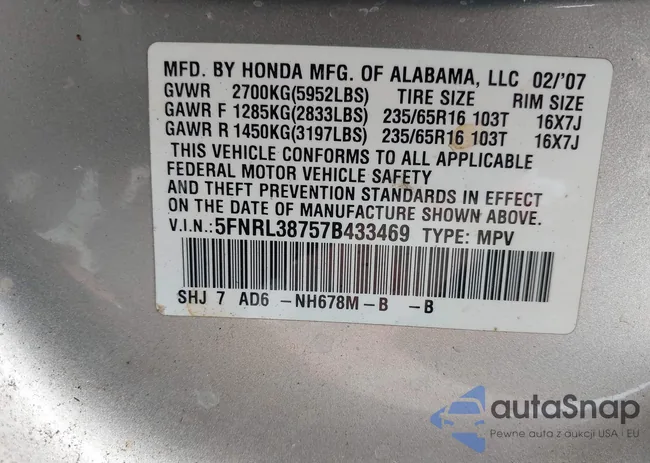 MFD. BY HONDA MFG. OF ALABAMA, LLC 02/'07
GVWR 2700KG(5952LBS) TIRE SIZE RIM SIZE
GAWR F 1285KG(2833LBS) 235/65R16 103T 16X7J
GAWR R 1450KG(3197LBS) 235/65R16 103T 16X7J
THIS VEHICLE CONFORMS TO ALL APPLICABLE
FEDERAL MOTOR VEHICLE SAFETY
AND THEFT PREVENTION STANDARDS IN EFFECT
ON THE DATE OF MANUFACTURE SHOWN ABOVE.
V.I.N.:5FNRL38757B433469 TYPE: MPV
SHJ 7 AD6 -NH678M-B -B
autaSnap
Pewne auta z aukcji USA i EU